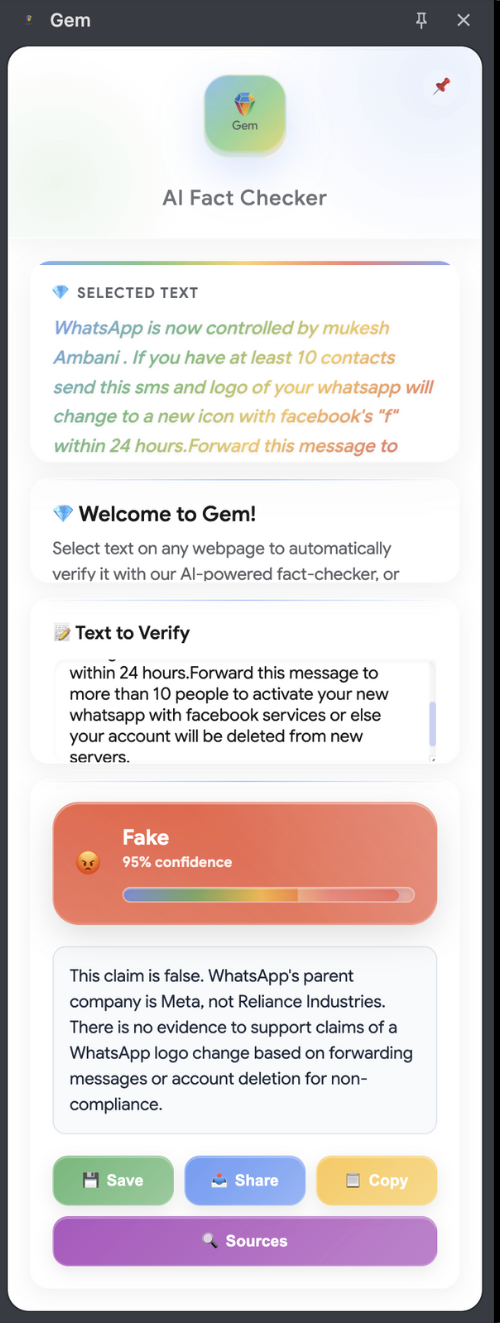 Gem
Gem
AI Fact Checker
SELECTED TEXT
WhatsApp is now controlled by mukesh
Ambani . If you have at least 10 contacts
send this sms and logo of your whatsapp will
change to a new icon with facebook's "f"
within 24 hours.Forward this message to
Welcome to Gem!
Select text on any webpage to automatically
verify it with our AI-powered fact-checker, or
Text to Verify
within 24 hours.Forward this message to
more than 10 people to activate your new
whatsapp with facebook services or else
your account will be deleted from new
servers.
Fake
95% confidence
This claim is false. WhatsApp's parent
company is Meta, not Reliance Industries.
There is no evidence to support claims of a
WhatsApp logo change based on forwarding
messages or account deletion for non-
compliance.
Save
Share
Copy
Sources